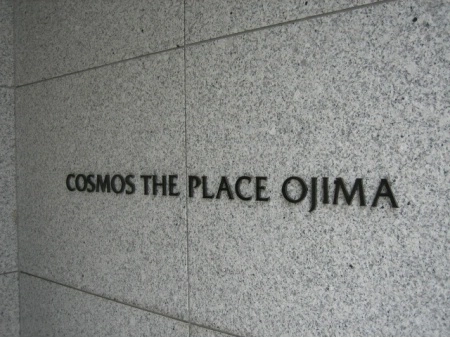 COSMOS THE PLACE OJIMA